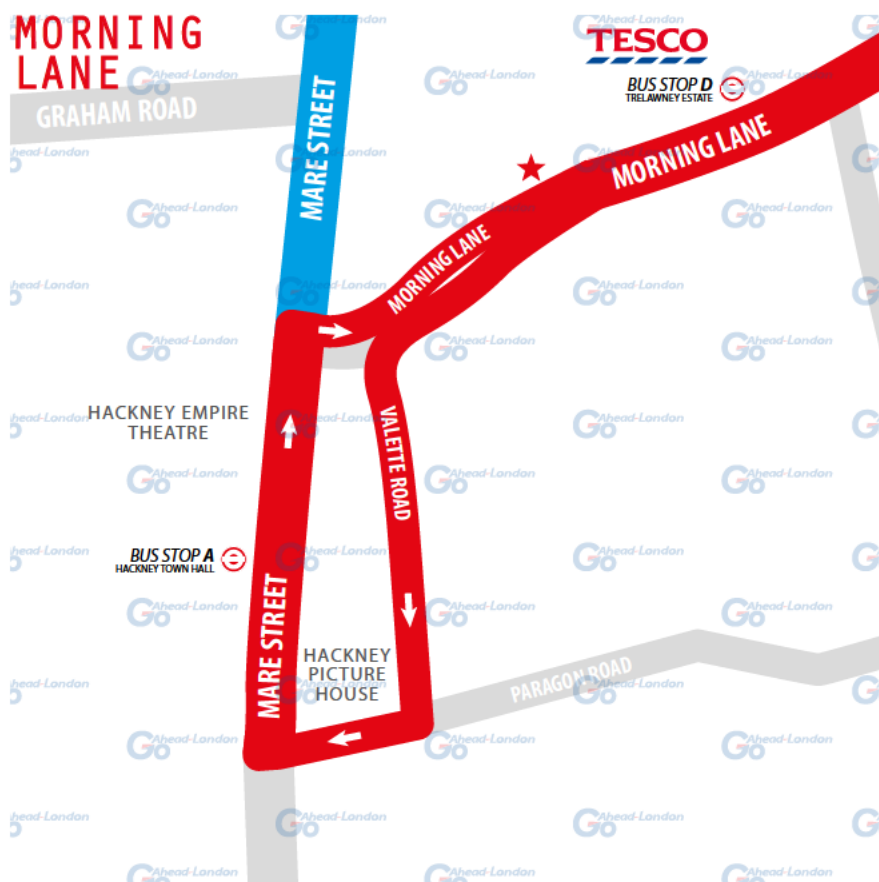 MORNING
LANE
TESCO
BUS STOP D
TRELAWNEY ESTATE
GRAHAM ROAD
MARE STREET
MORNING LANE
MORNING LANE
HACKNEY EMPIRE
THEATRE
VALETTE ROAD
BUS STOP A
HACKNEY TOWN HALL
MARE STREET
HACKNEY
PICTURE
HOUSE
PARAGON ROAD
Go Ahead-London